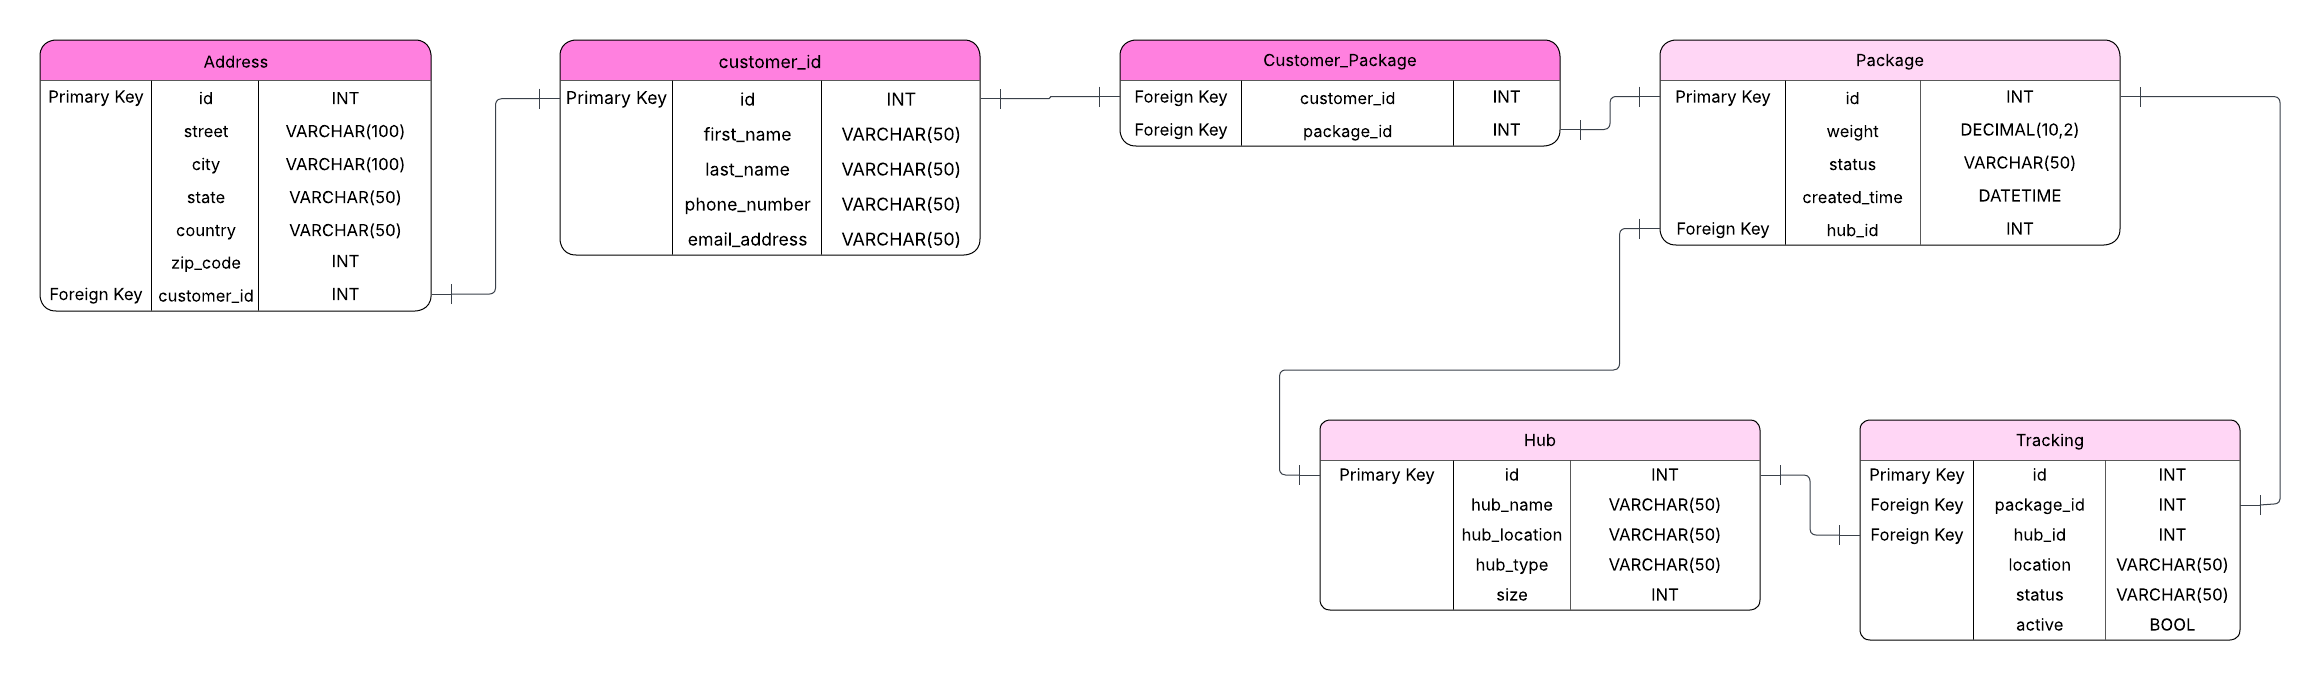 Address
Primary Key id INT
street VARCHAR(100)
city VARCHAR(100)
state VARCHAR(50)
country VARCHAR(50)
zip_code INT
Foreign Key customer_id INT
customer_id
Primary Key id INT
first_name VARCHAR(50)
last_name VARCHAR(50)
phone_number VARCHAR(50)
email_address VARCHAR(50)
Customer_Package
Foreign Key customer_id INT
Foreign Key package_id INT
Package
Primary Key id INT
weight DECIMAL(10,2)
status VARCHAR(50)
created_time DATETIME
Foreign Key hub_id INT
Hub
Primary Key id INT
hub_name VARCHAR(50)
hub_location VARCHAR(50)
hub_type VARCHAR(50)
size INT
Tracking
Primary Key id INT
Foreign Key package_id INT
Foreign Key hub_id INT
location VARCHAR(50)
status VARCHAR(50)
active BOOL